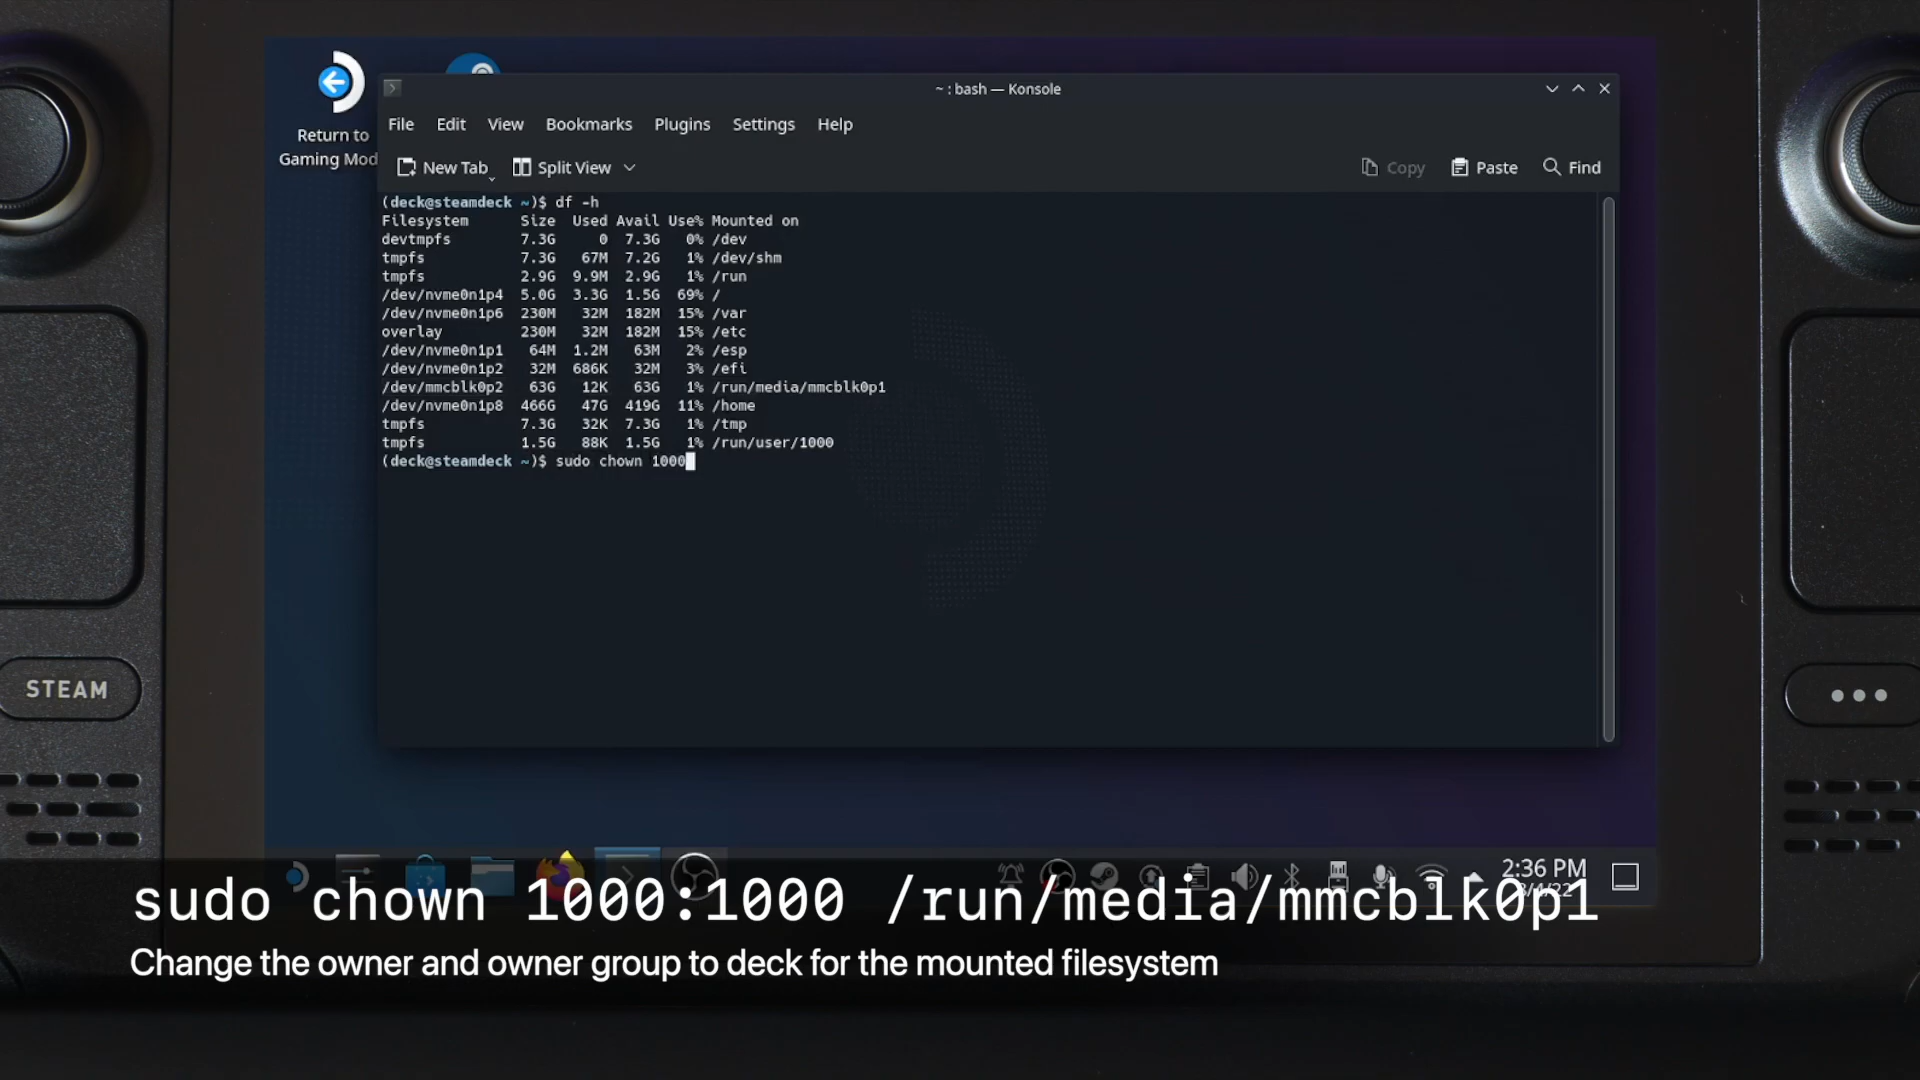 Return to
Gaming Mod
~ : bash — Konsole
File Edit View Bookmarks Plugins Settings Help
New Tab Split View Copy Paste Find
(deck@steamdeck ~)$ df -h
Filesystem Size Used Avail Use% Mounted on
devtmpfs 7.3G 0 7.3G 0% /dev
tmpfs 7.3G 67M 7.2G 1% /dev/shm
tmpfs 2.9G 9.9M 2.9G 1% /run
/dev/nvme0n1p4 5.0G 3.3G 1.5G 69% /
/dev/nvme0n1p6 230M 32M 182M 15% /var
overlay 230M 32M 182M 15% /etc
/dev/nvme0n1p1 64M 1.2M 63M 2% /esp
/dev/nvme0n1p2 32M 686K 32M 3% /efi
/dev/mmcblk0p2 63G 12K 63G 1% /run/media/mmcblk0p1
/dev/nvme0n1p8 466G 47G 419G 11% /home
tmpfs 7.3G 32K 7.3G 1% /tmp
tmpfs 1.5G 88K 1.5G 1% /run/user/1000
(deck@steamdeck ~)$ sudo chown 1000
STEAM
2:36 PM
sudo chown 1000:1000 /run/media/mmcblk0p1
Change the owner and owner group to deck for the mounted filesystem